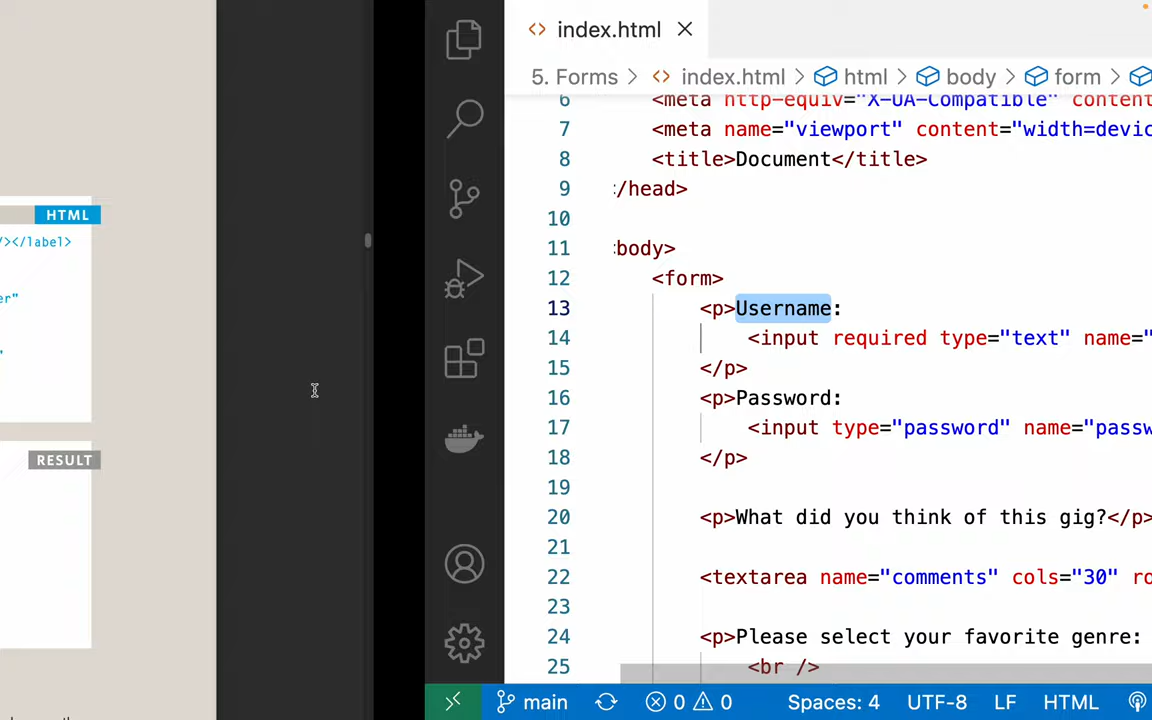 HTML
/></label>
er"
RESULT
index.html
5. Forms > index.html > html > body > form >
6 <meta http-equiv="X-UA-Compatible" content
7 <meta name="viewport" content="width=devic
8 <title>Document</title>
9 /head>
10
11 body>
12 <form>
13 <p>Username:
14 <input required type="text" name="
15 </p>
16 <p>Password:
17 <input type="password" name="passw
18 </p>
19
20 <p>What did you think of this gig?</p>
21
22 <textarea name="comments" cols="30" ro
23
24 <p>Please select your favorite genre:
25 <br />
main 0 0 Spaces: 4 UTF-8 LF HTML